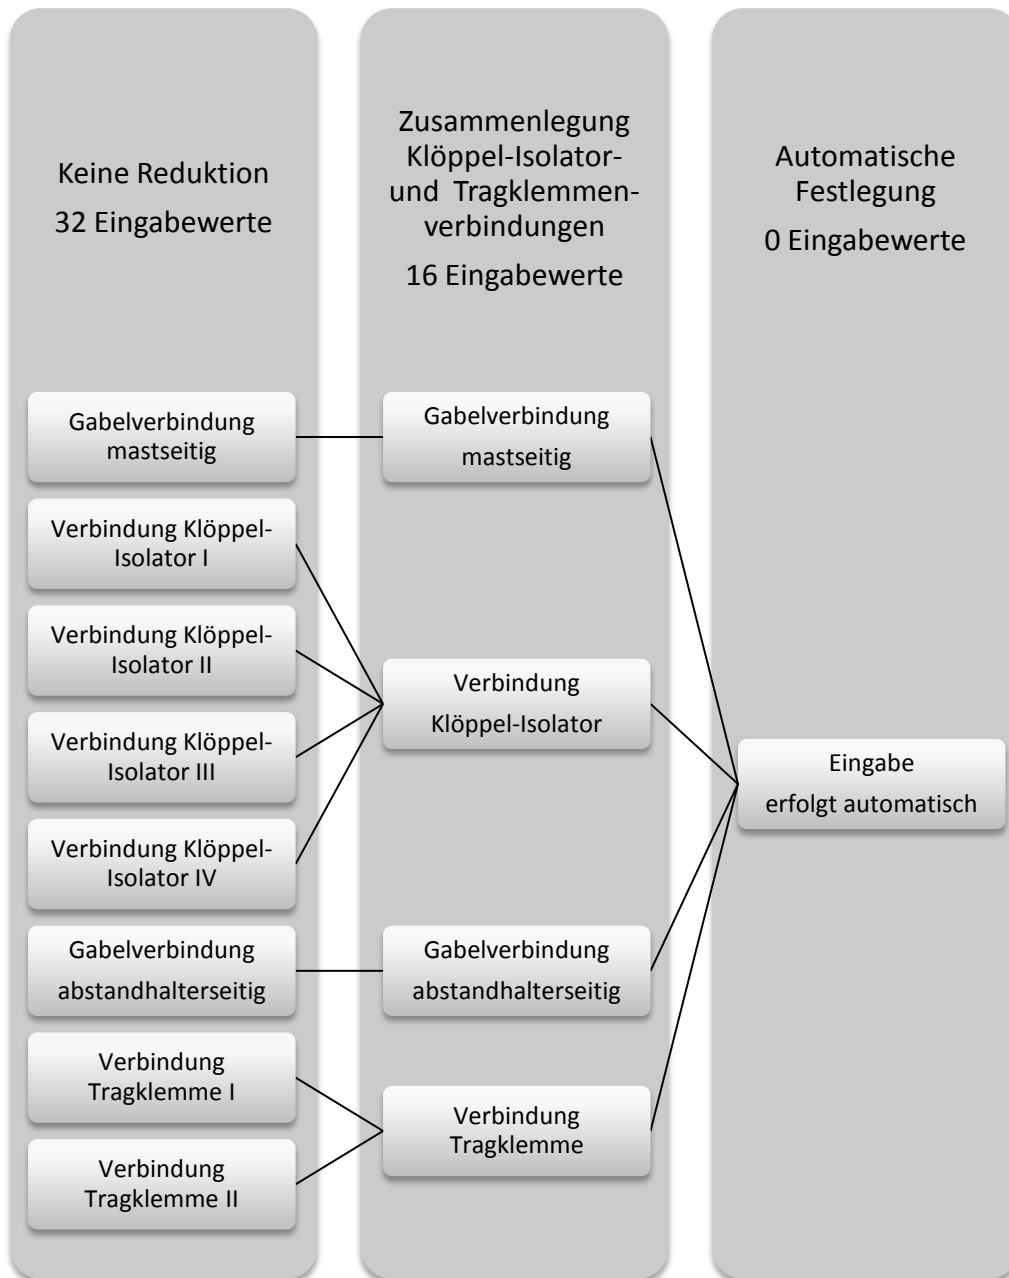 Keine Reduktion
32 Eingabewerte
Gabelverbindung
mastseitig
Verbindung Klöppel-
Isolator I
Verbindung Klöppel-
Isolator II
Verbindung Klöppel-
Isolator III
Verbindung Klöppel-
Isolator IV
Gabelverbindung
abstandhalterseitig
Verbindung
Tragklemme I
Verbindung
Tragklemme II
Zusammenlegung
Klöppel-Isolator-
und Tragklemmen-
verbindungen
16 Eingabewerte
Gabelverbindung
mastseitig
Verbindung
Klöppel-Isolator
Gabelverbindung
abstandhalterseitig
Verbindung
Tragklemme
Automatische
Festlegung
0 Eingabewerte
Eingabe
erfolgt automatisch